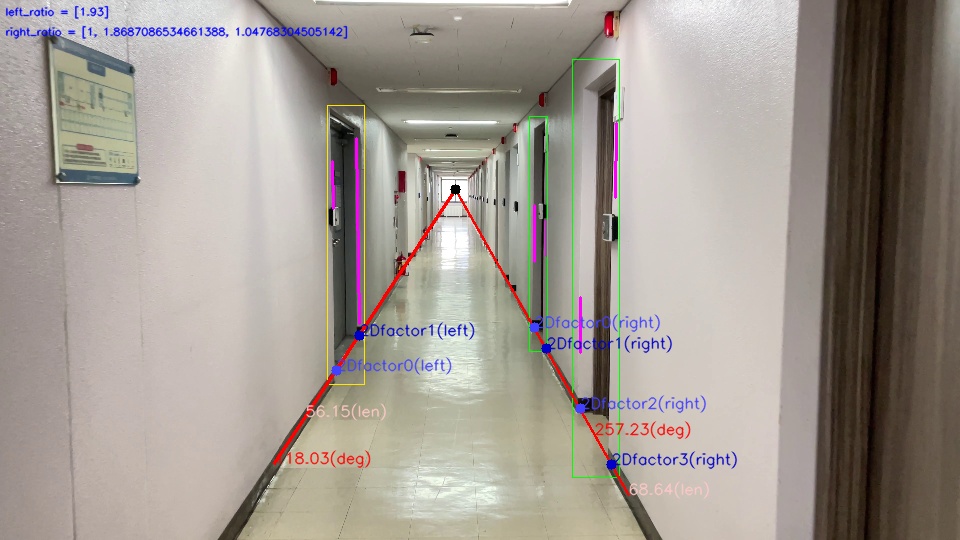 left_ratio = [1.93]
right_ratio = [1, 1.8687086534661388, 1.04768304505142]
2Dfactor0(right)
2Dfactor1(left)
2Dfactor1(right)
2Dfactor0(left)
2Dfactor2(right)
56.15(len)
257.23(deg)
18.03(deg)
2Dfactor3(right)
68.64(len)